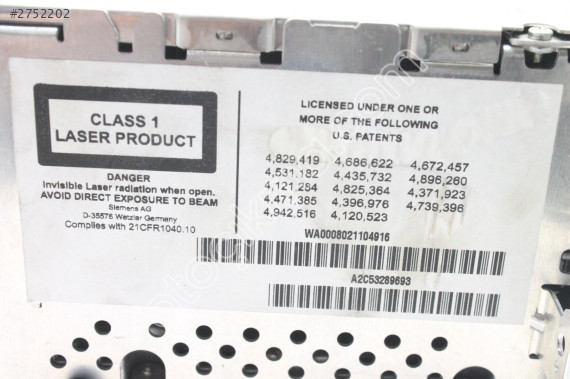 #2752202
CLASS 1
LASER PRODUCT
DANGER
Invisible Laser radiation when open.
AVOID DIRECT EXPOSURE TO BEAM
Siemens AG
D-35576 Wetzlar Germany
Complies with 21CFR1040.10
LICENSED UNDER ONE OR
MORE OF THE FOLLOWING
U.S. PATENTS
4,829,419 4,686,622 4,672,457
4,531,182 4,435,732 4,896,260
4,121,284 4,825,364 4,371,923
4,471,385 4,396,976 4,739,396
4,942,516 4,120,523
WA0008021104916
A2C53289693